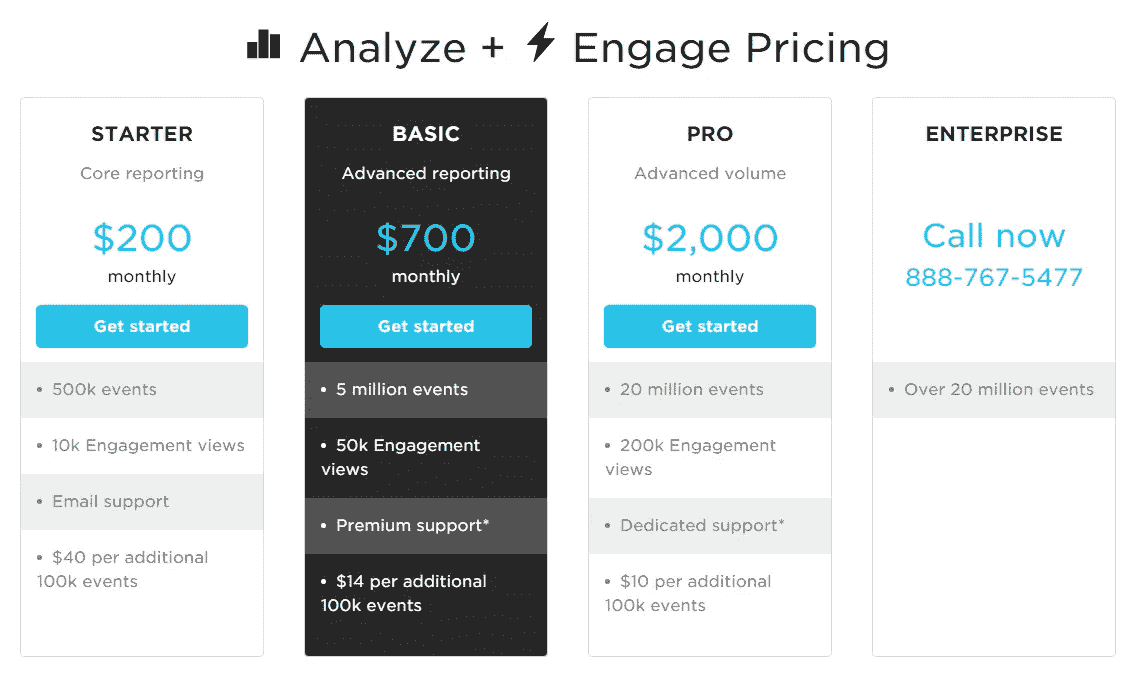 Analyze + Engage Pricing
STARTER
Core reporting
$200
monthly
Get started
• 500k events
• 10k Engagement views
• Email support
• $40 per additional
100k events
BASIC
Advanced reporting
$700
monthly
Get started
• 5 million events
• 50k Engagement
views
• Premium support*
• $14 per additional
100k events
PRO
Advanced volume
$2,000
monthly
Get started
• 20 million events
• 200k Engagement
views
• Dedicated support*
• $10 per additional
100k events
ENTERPRISE
Call now
888-767-5477
• Over 20 million events